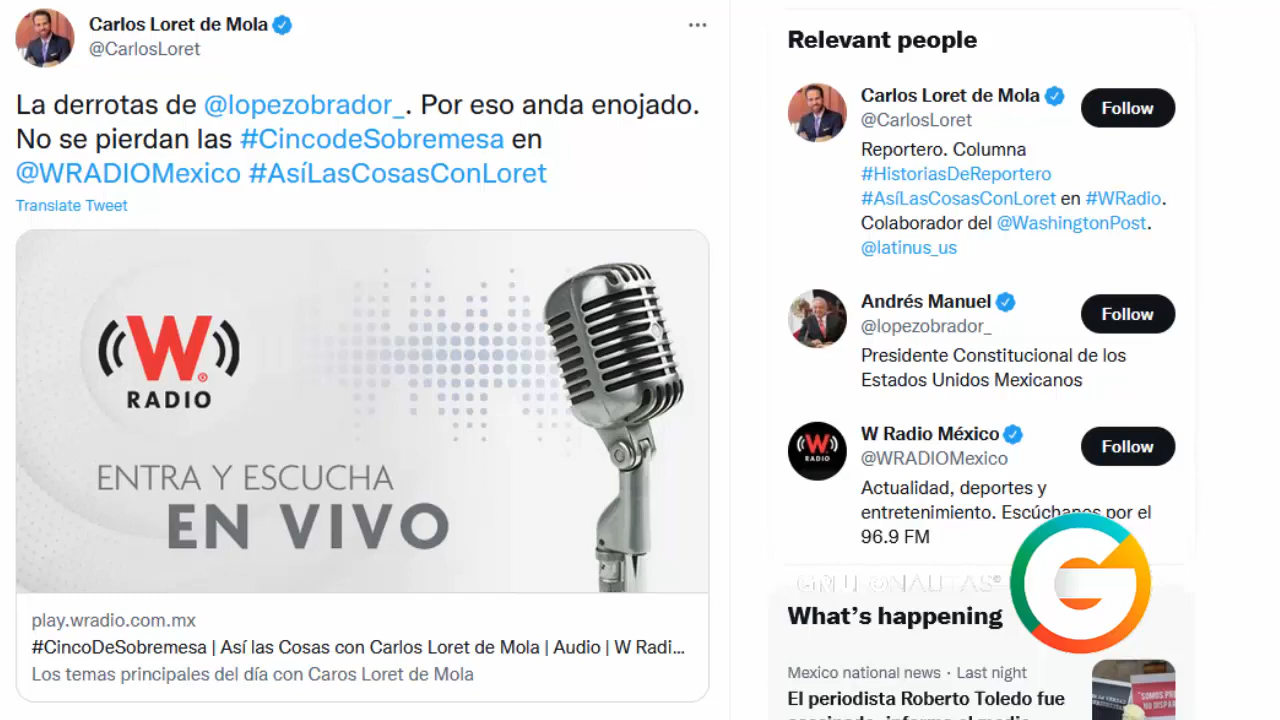 Carlos Loret de Mola
@CarlosLoret
La derrotas de @lopezobrador_. Por eso anda enojado.
No se pierdan las #CincodeSobremesa en
@WRADIOMexico #AsíLasCosasConLoret
Translate Tweet
W
RADIO
ENTRA Y ESCUCHA
EN VIVO
play.wradio.com.mx
#CincoDeSobremesa | Así las Cosas con Carlos Loret de Mola | Audio | W Radi...
Los temas principales del día con Caros Loret de Mola
Relevant people
Carlos Loret de Mola
@CarlosLoret
Follow
Reportero. Columna
#HistoriasDeReportero
#AsíLasCosasConLoret en #WRadio.
Colaborador del @WashingtonPost.
@latinus_us
Andrés Manuel
@lopezobrador_
Follow
Presidente Constitucional de los
Estados Unidos Mexicanos
W
RADIO
W Radio México
@WRADIOMexico
Follow
Actualidad, deportes y
entretenimiento. Escúchanos por el
96.9 FM
G
What's happening
Mexico national news · Last night
El periodista Roberto Toledo fue